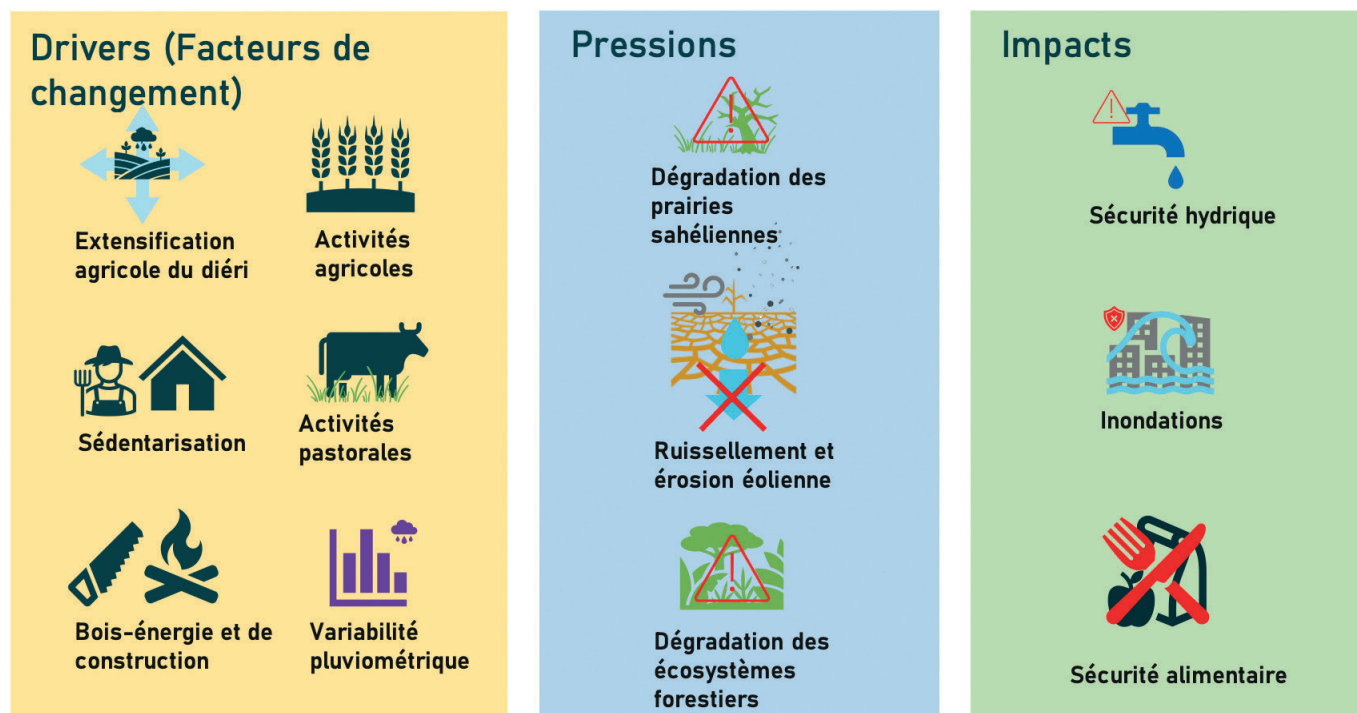 Drivers (Facteurs de
changement)
Extensification
agricole du diéri
Activités
agricoles
Sédentarisation
Activités
pastorales
Bois-énergie et de
construction
Variabilité
pluviométrique
Pressions
Dégradation des
prairies
sahéliennes
Ruissellement et
érosion éolienne
Dégradation des
écosystèmes
forestiers
Impacts
Sécurité hydrique
Inondations
Sécurité alimentaire